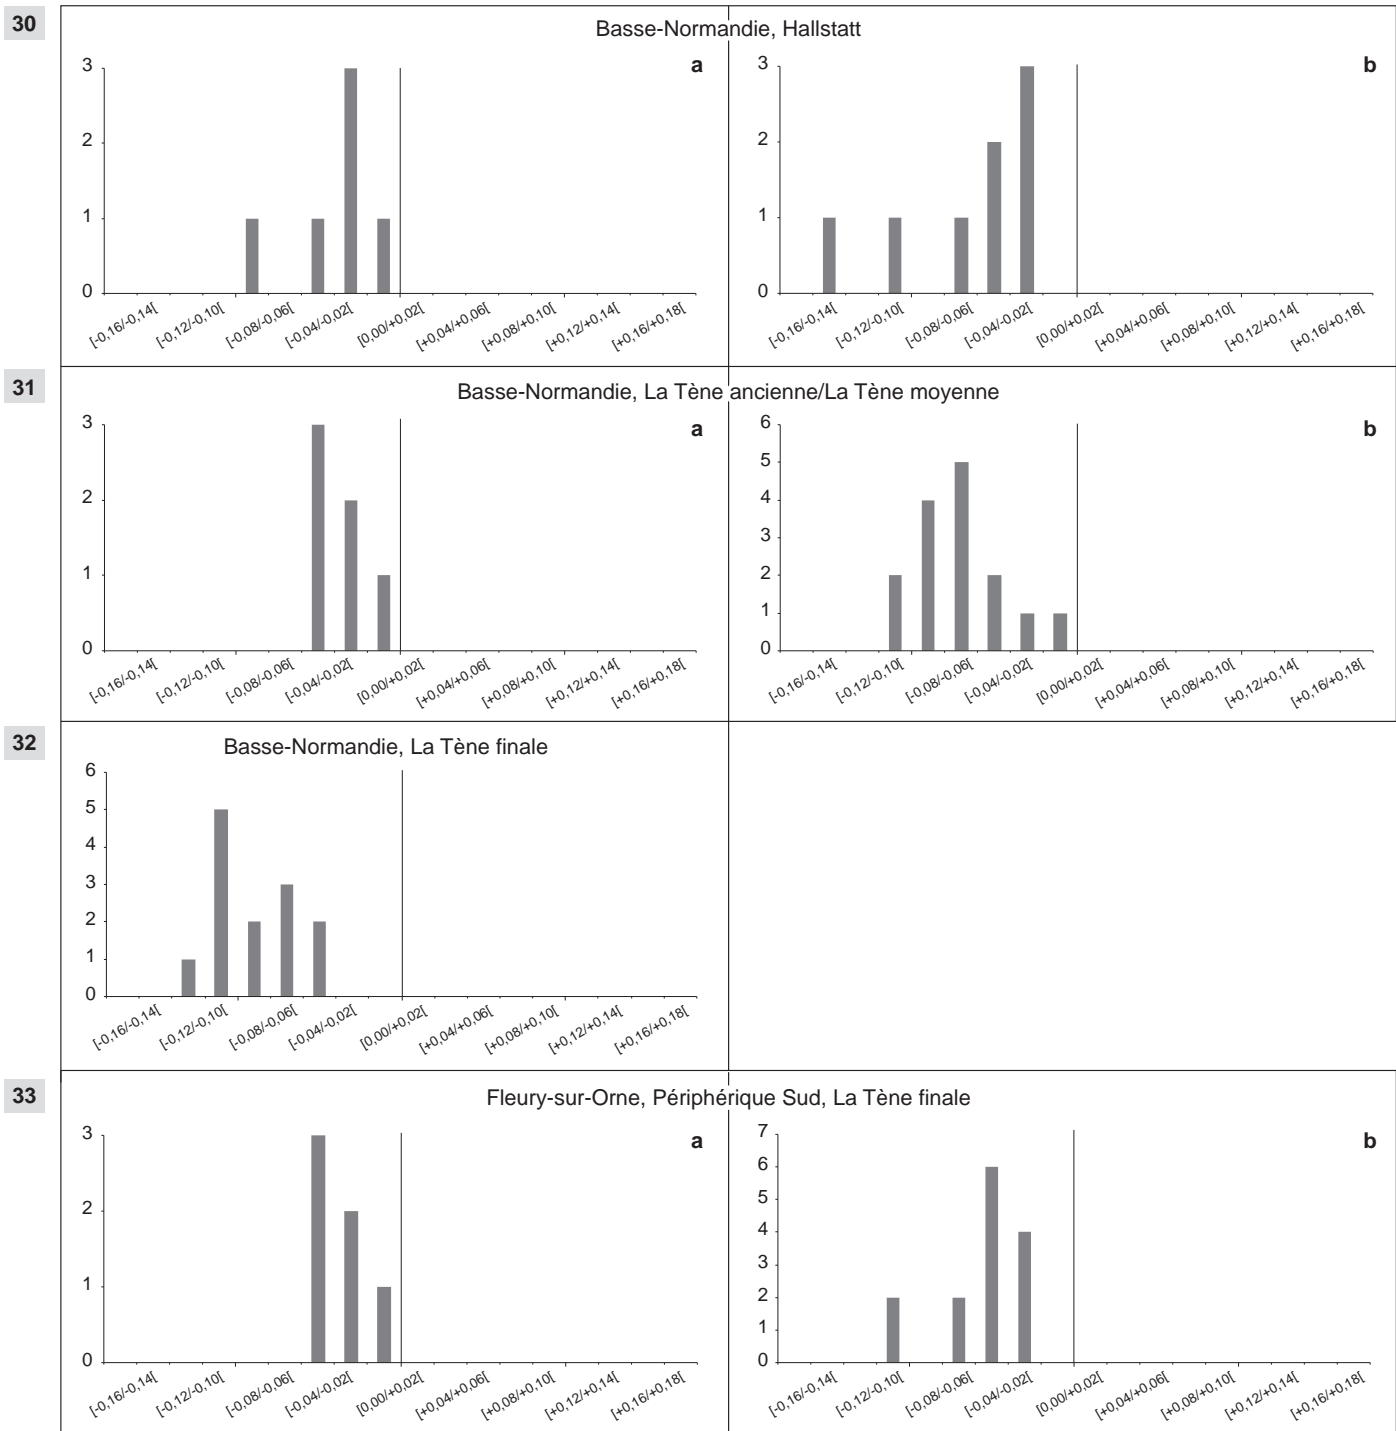 30
Basse-Normandie, Hallstatt
a
3
2
1
0
[-0,16/-0,14[ [-0,12/-0,10[ [-0,08/-0,06[ [-0,04/-0,02[ [0,00/+0,02[ [+0,04/+0,06[ [+0,08/+0,10[ [+0,12/+0,14[ [+0,16/+0,18[
b
3
2
1
0
[-0,16/-0,14[ [-0,12/-0,10[ [-0,08/-0,06[ [-0,04/-0,02[ [0,00/+0,02[ [+0,04/+0,06[ [+0,08/+0,10[ [+0,12/+0,14[ [+0,16/+0,18[
31
Basse-Normandie, La Tène ancienne/La Tène moyenne
a
3
2
1
0
[-0,16/-0,14[ [-0,12/-0,10[ [-0,08/-0,06[ [-0,04/-0,02[ [0,00/+0,02[ [+0,04/+0,06[ [+0,08/+0,10[ [+0,12/+0,14[ [+0,16/+0,18[
b
6
5
4
3
2
1
0
[-0,16/-0,14[ [-0,12/-0,10[ [-0,08/-0,06[ [-0,04/-0,02[ [0,00/+0,02[ [+0,04/+0,06[ [+0,08/+0,10[ [+0,12/+0,14[ [+0,16/+0,18[
32
Basse-Normandie, La Tène finale
6
5
4
3
2
1
0
[-0,16/-0,14[ [-0,12/-0,10[ [-0,08/-0,06[ [-0,04/-0,02[ [0,00/+0,02[ [+0,04/+0,06[ [+0,08/+0,10[ [+0,12/+0,14[ [+0,16/+0,18[
33
Fleury-sur-Orne, Périphérique Sud, La Tène finale
a
3
2
1
0
[-0,16/-0,14[ [-0,12/-0,10[ [-0,08/-0,06[ [-0,04/-0,02[ [0,00/+0,02[ [+0,04/+0,06[ [+0,08/+0,10[ [+0,12/+0,14[ [+0,16/+0,18[
b
7
6
5
4
3
2
1
0
[-0,16/-0,14[ [-0,12/-0,10[ [-0,08/-0,06[ [-0,04/-0,02[ [0,00/+0,02[ [+0,04/+0,06[ [+0,08/+0,10[ [+0,12/+0,14[ [+0,16/+0,18[